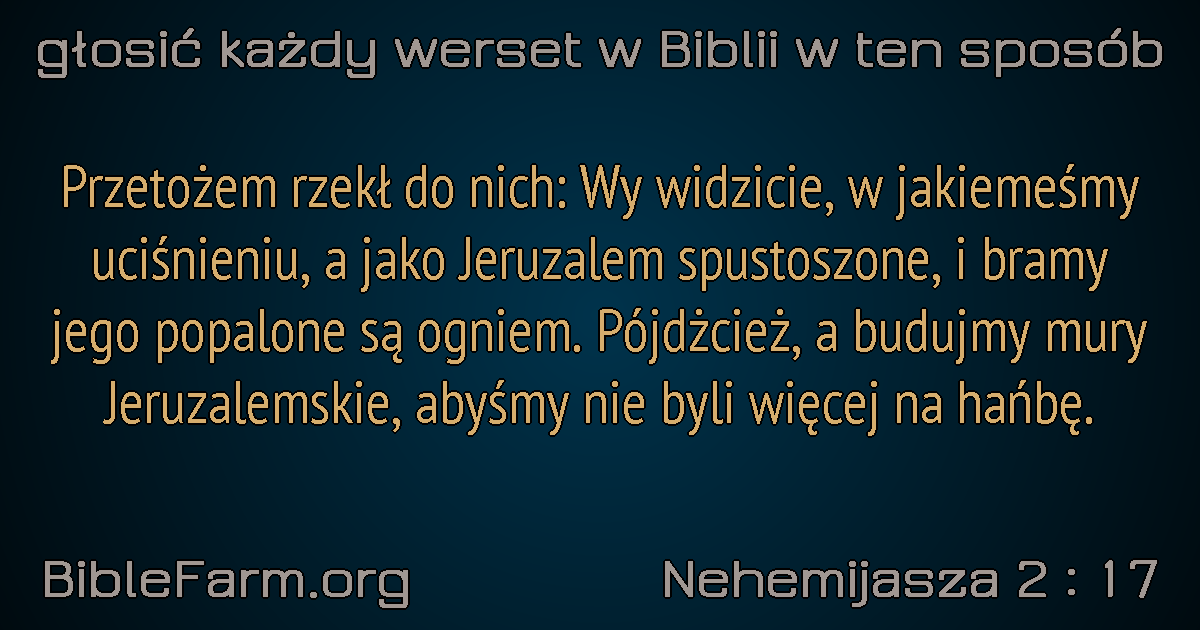 głosić każdy werset w Biblii w ten sposób
Przetożem rzekł do nich: Wy widzicie, w jakiemeśmy
uciśnieniu, a jako Jeruzalem spustoszone, i bramy
jego popalone są ogniem. Pójdżcież, a budujmy mury
Jeruzalemskie, abyśmy nie byli więcej na hańbę.
BibleFarm.org
Nehemijasza 2 : 17